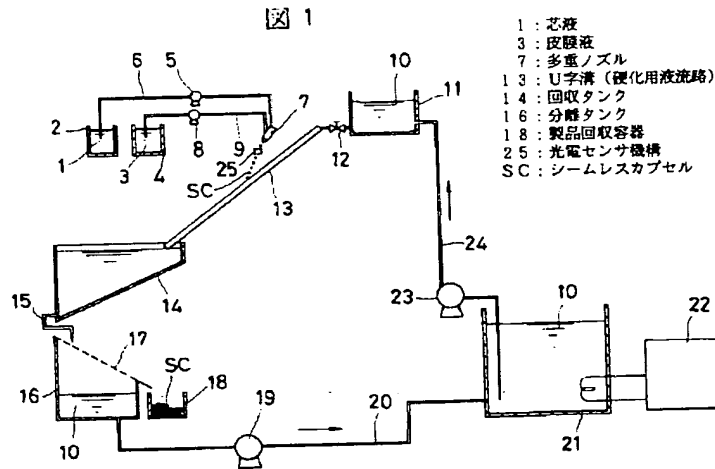 図 1
1 : 芯液
3 : 皮膜液
7 : 多重ノズル
13 : U字溝 (硬化用液流路)
14 : 回収タンク
16 : 分離タンク
18 : 製品回収容器
25 : 光電センサ機構
SC : シームレスカプセル
6
5
7
10
11
2
1
3
8
9
4
25
12
SC
13
24
14
15
23
10
22
17
16
SC
18
10
19
20
21